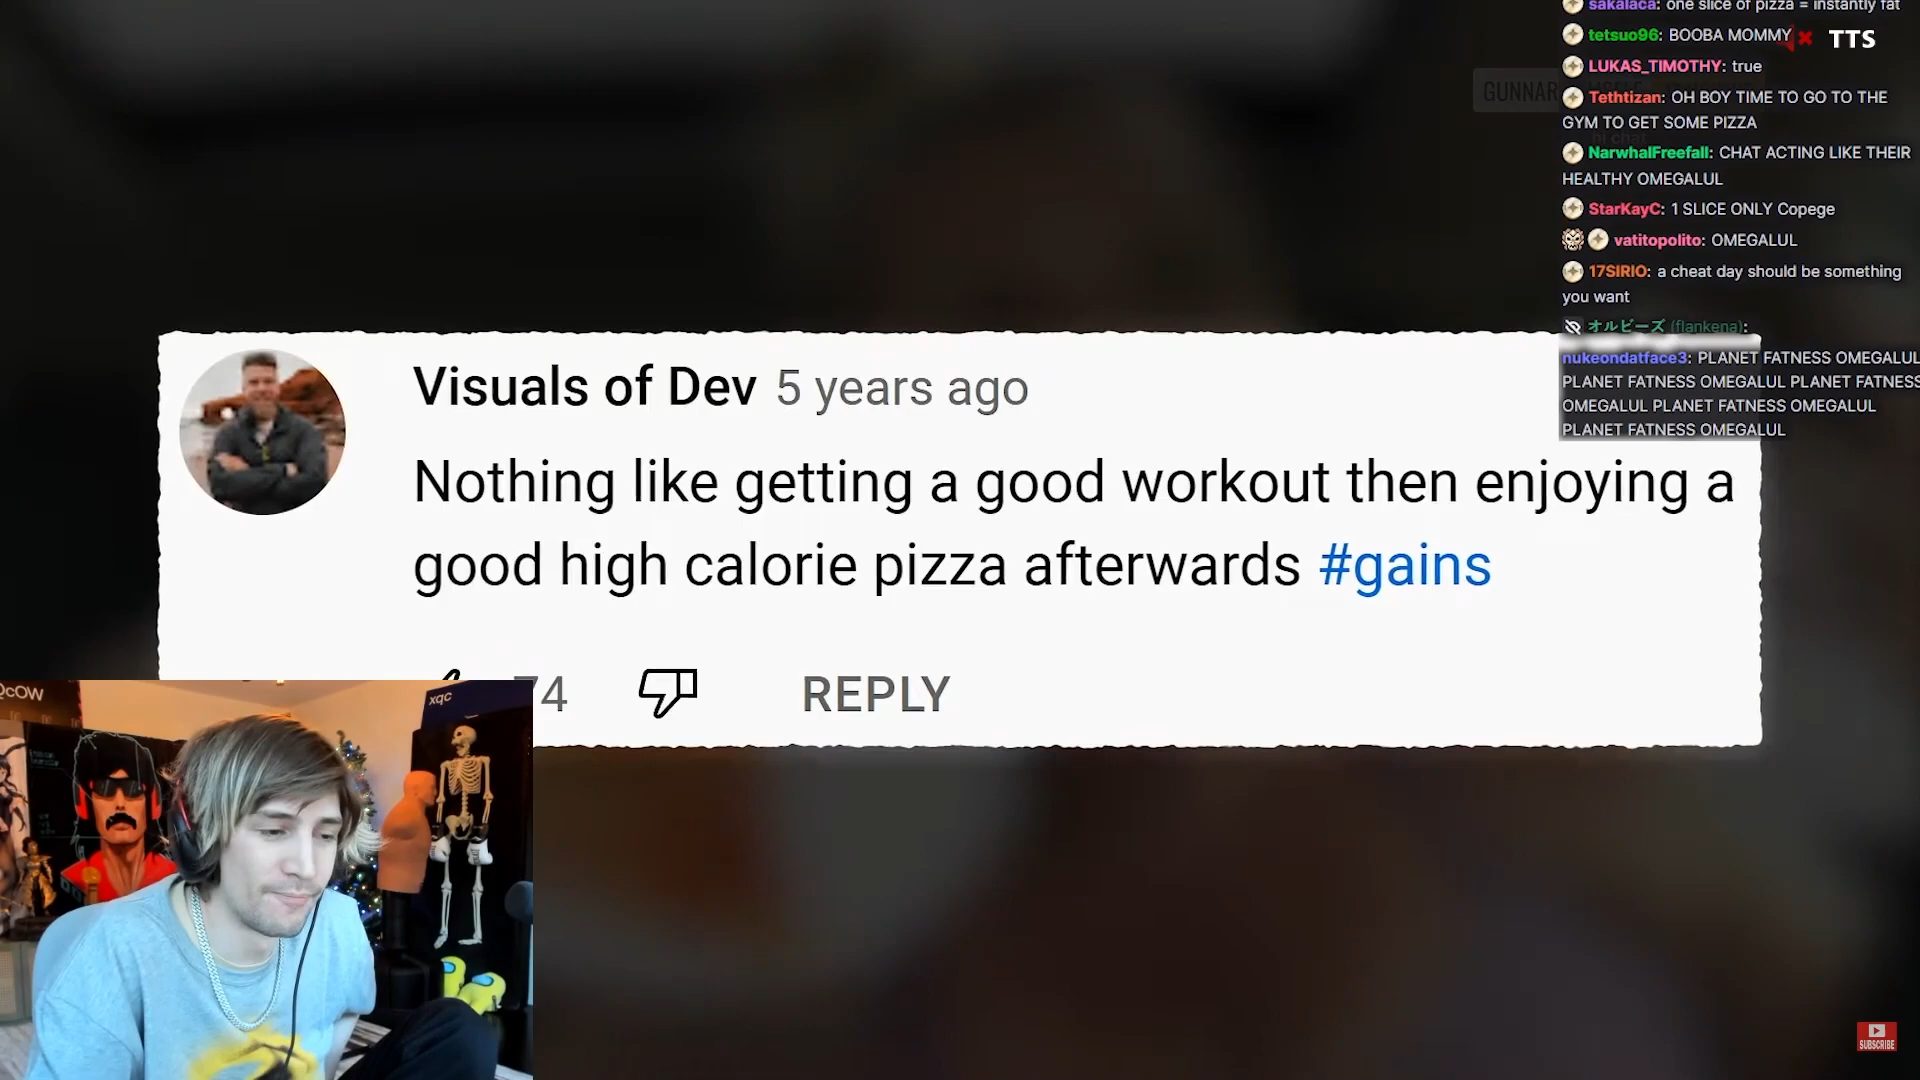 sakalaca: one slice of pizza = instantly fat
tetsuo96: BOOBA MOMMY
TTS
LUKAS_TIMOTHY: true
GUNNAR
Tethtizan: OH BOY TIME TO GO TO THE
GYM TO GET SOME PIZZA
NarwhalFreefall: CHAT ACTING LIKE THEIR
HEALTHY OMEGALUL
StarKayC: 1 SLICE ONLY Copege
vatitopolito: OMEGALUL
17SIRIO: a cheat day should be something
you want
オルビーズ (flankena):
nukeondatface3: PLANET FATNESS OMEGALUL
PLANET FATNESS OMEGALUL PLANET FATNESS
OMEGALUL PLANET FATNESS OMEGALUL
PLANET FATNESS OMEGALUL
Visuals of Dev 5 years ago
Nothing like getting a good workout then enjoying a
good high calorie pizza afterwards #gains
74
REPLY
QcOW
xqc
SUBSCRIBE